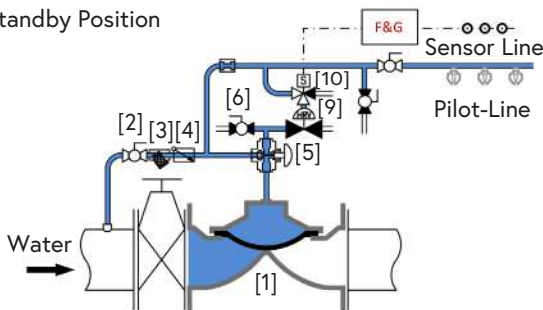 tandby Position
F&G
Sensor Line
S
[10]
[6]
[9]
Pilot-Line
[2]
[3][4]
[5]
Water
[1]